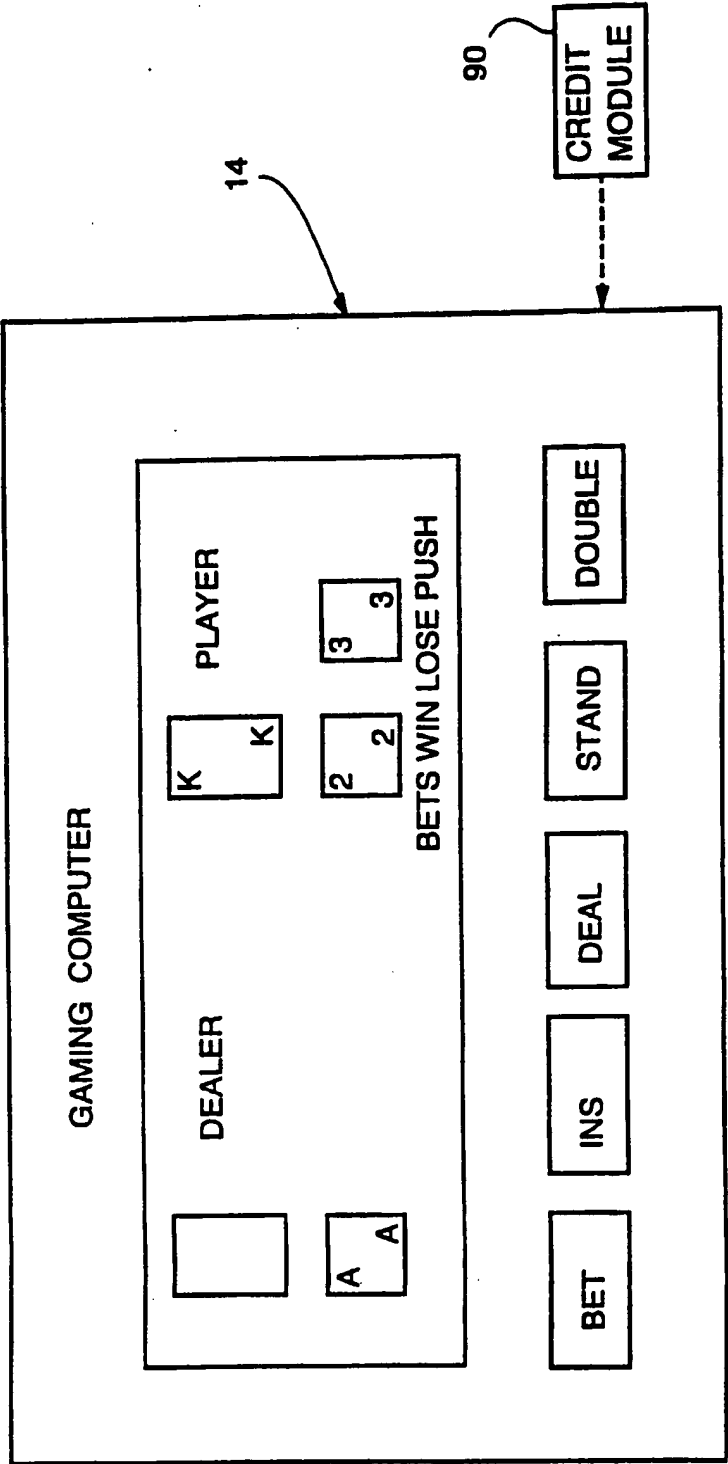 GAMING COMPUTER
14
90
CREDIT
MODULE
DEALER
PLAYER
K
K
A
A
2
2
3
3
BETS WIN LOSE PUSH
BET
INS
DEAL
STAND
DOUBLE